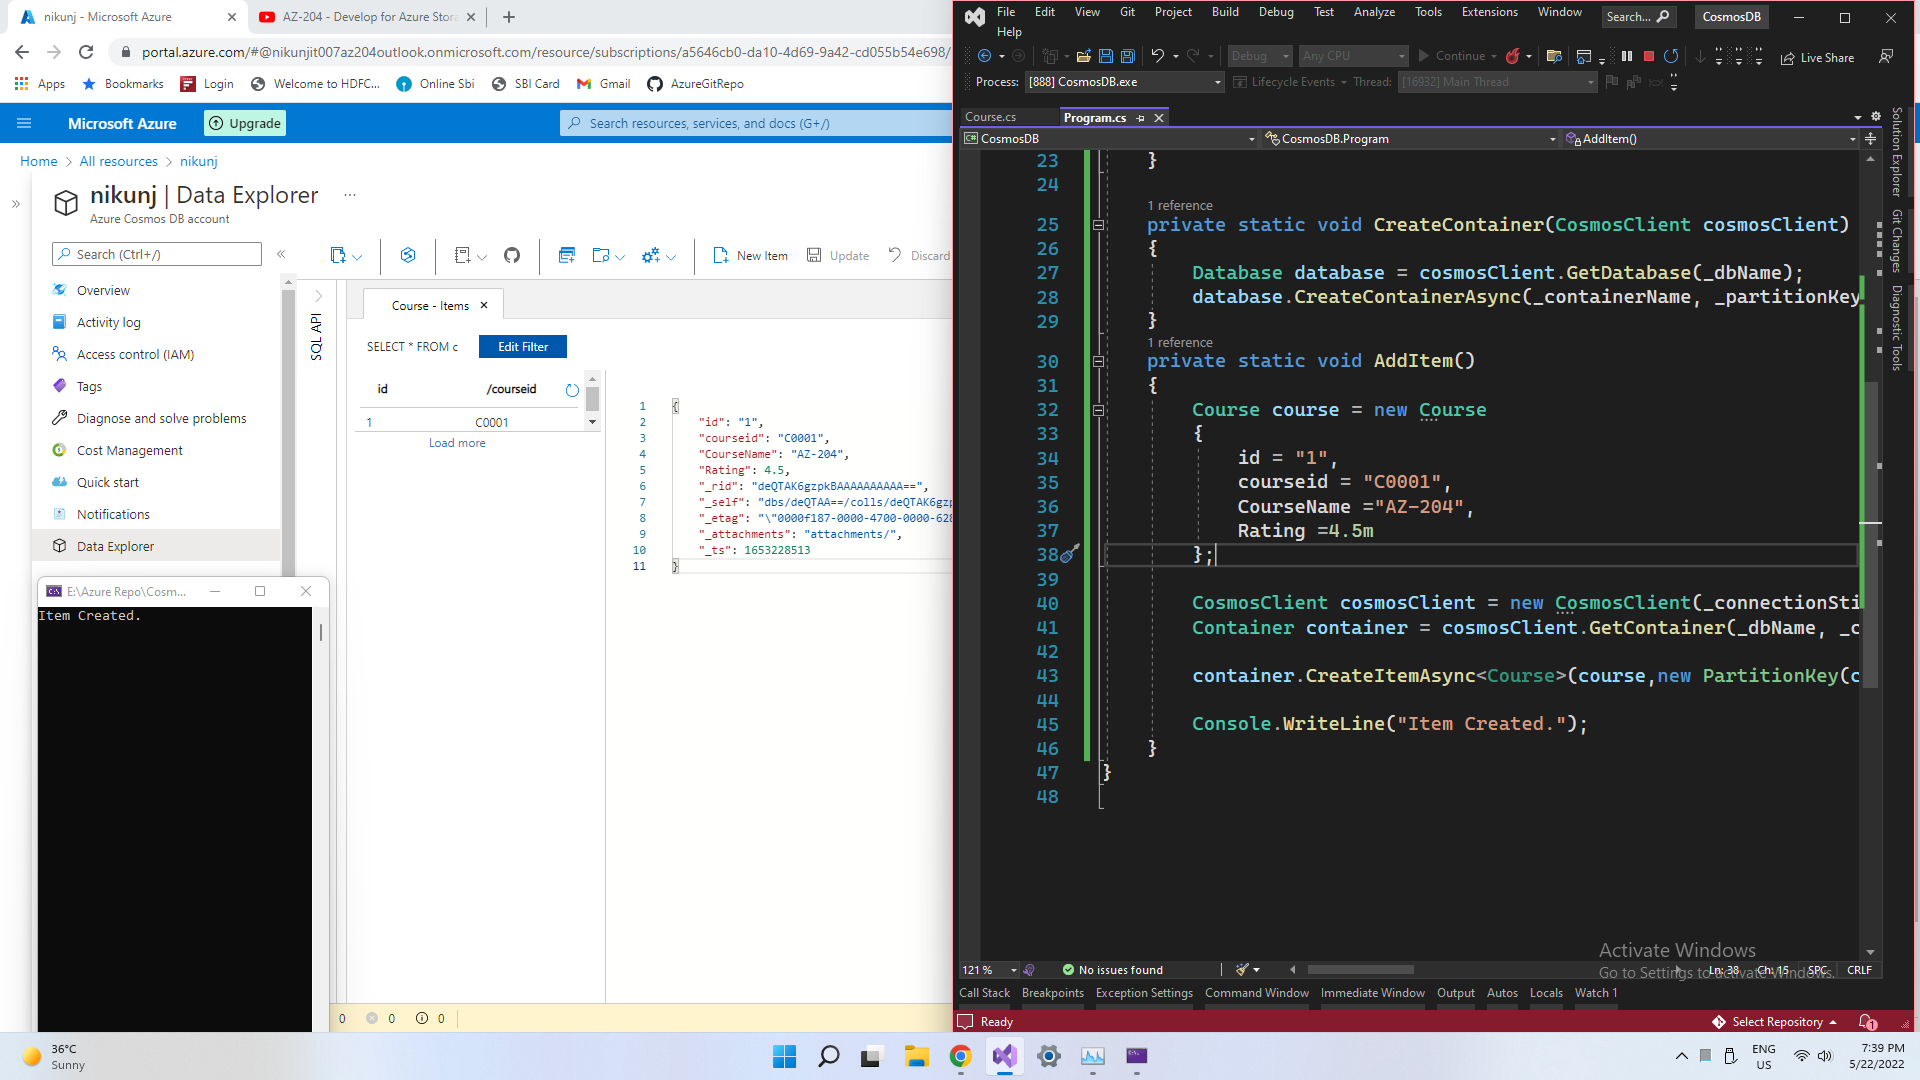 nikunj - Microsoft Azure
AZ-204 - Develop for Azure Stora
portal.azure.com/#@nikunjit007az204outlook.onmicrosoft.com/resource/subscriptions/a5646cb0-da10-4d69-9a42-cd055b54e698/
Apps
Bookmarks
Login
Welcome to HDFC...
Online Sbi
SBI Card
Gmail
AzureGitRepo
Microsoft Azure
Upgrade
Search resources, services, and docs (G+/)
Home > All resources > nikunj
nikunj | Data Explorer ...
Azure Cosmos DB account
Search (Ctrl+/)
New Item
Update
Discard
Overview
Activity log
Access control (IAM)
Tags
Diagnose and solve problems
Cost Management
Quick start
Notifications
Data Explorer
SQL API
Course - Items
SELECT * FROM c
Edit Filter
id /courseid
1 C0001
Load more
1 {
2 "id": "1",
3 "courseid": "C0001",
4 "CourseName": "AZ-204",
5 "Rating": 4.5,
6 "_rid": "deQTAK6gzpkBAAAAAAAAAA==",
7 "_self": "dbs/deQTAA==/colls/deQTAK6gzp
8 "_etag": "\"0000f187-0000-4700-0000-628
9 "_attachments": "attachments/",
10 "_ts": 1653228513
11 }
E:\Azure Repo\Cosm...
Item Created.
0 0 0
File Edit View Git Project Build Debug Test Analyze Tools Extensions Window
Search...
CosmosDB
Help
Debug
Any CPU
Continue
Live Share
Process: [888] CosmosDB.exe
Lifecycle Events
Thread: [16932] Main Thread
Course.cs
Program.cs
CosmosDB
CosmosDB.Program
AddItem()
Solution Explorer
Git Changes
Diagnostic Tools
23 }
24
1 reference
25 private static void CreateContainer(CosmosClient cosmosClient)
26 {
27 Database database = cosmosClient.GetDatabase(_dbName);
28 database.CreateContainerAsync(_containerName, _partitionKey
29 }
1 reference
30 private static void AddItem()
31 {
32 Course course = new Course
33 {
34 id = "1",
35 courseid = "C0001",
36 CourseName ="AZ-204",
37 Rating =4.5m
38 };
39
40 CosmosClient cosmosClient = new CosmosClient(_connectionSti
41 Container container = cosmosClient.GetContainer(_dbName, _c
42
43 container.CreateItemAsync<Course>(course,new PartitionKey(c
44
45 Console.WriteLine("Item Created.");
46 }
47 }
48
Activate Windows
Go to Settings to activate Windows.
121 %
No issues found
Ln: 38 Ch: 15 SPC CRLF
Call Stack Breakpoints Exception Settings Command Window Immediate Window Output Autos Locals Watch 1
Ready
Select Repository
1
36°C
Sunny
ENG
US
7:39 PM
5/22/2022